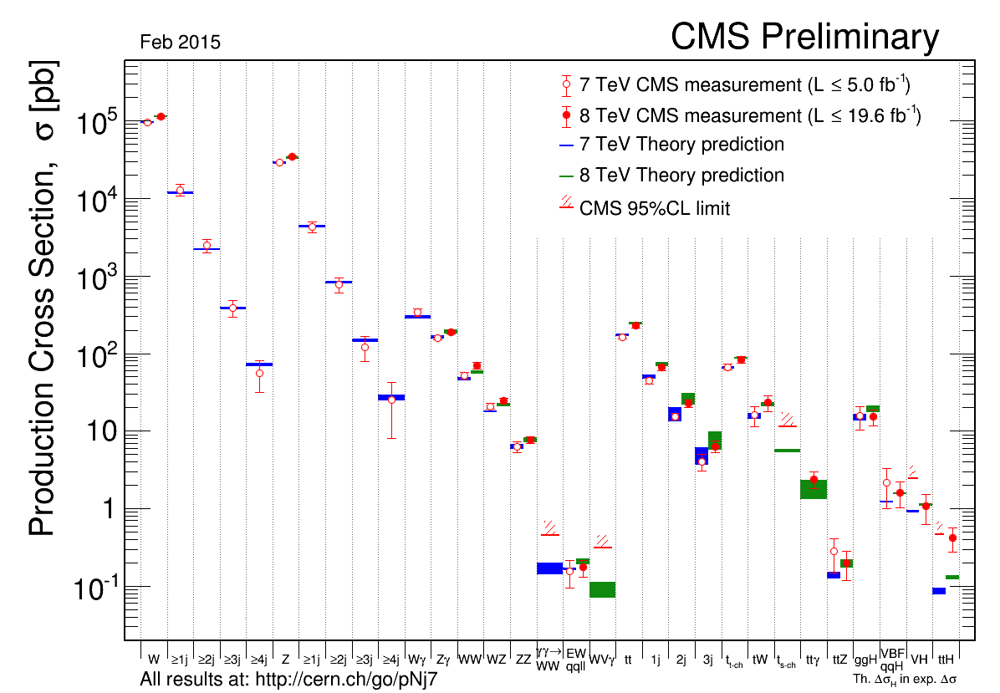 Feb 2015
CMS Preliminary
Production Cross Section, σ [pb]
7 TeV CMS measurement (L ≤ 5.0 fb⁻¹)
8 TeV CMS measurement (L ≤ 19.6 fb⁻¹)
7 TeV Theory prediction
8 TeV Theory prediction
CMS 95%CL limit
10⁵
10⁴
10³
10²
10
1
10⁻¹
W ≥1j ≥2j ≥3j ≥4j Z ≥1j ≥2j ≥3j ≥4j Wγ Zγ WW WZ ZZ γγ→ WW EW qqll WVγ tt 1j 2j 3j t_t-ch tW t_s-ch ttγ ttZ ggH VBF qqH VH ttH
All results at: http://cern.ch/go/pNj7
Th. Δσ_H in exp. Δσ